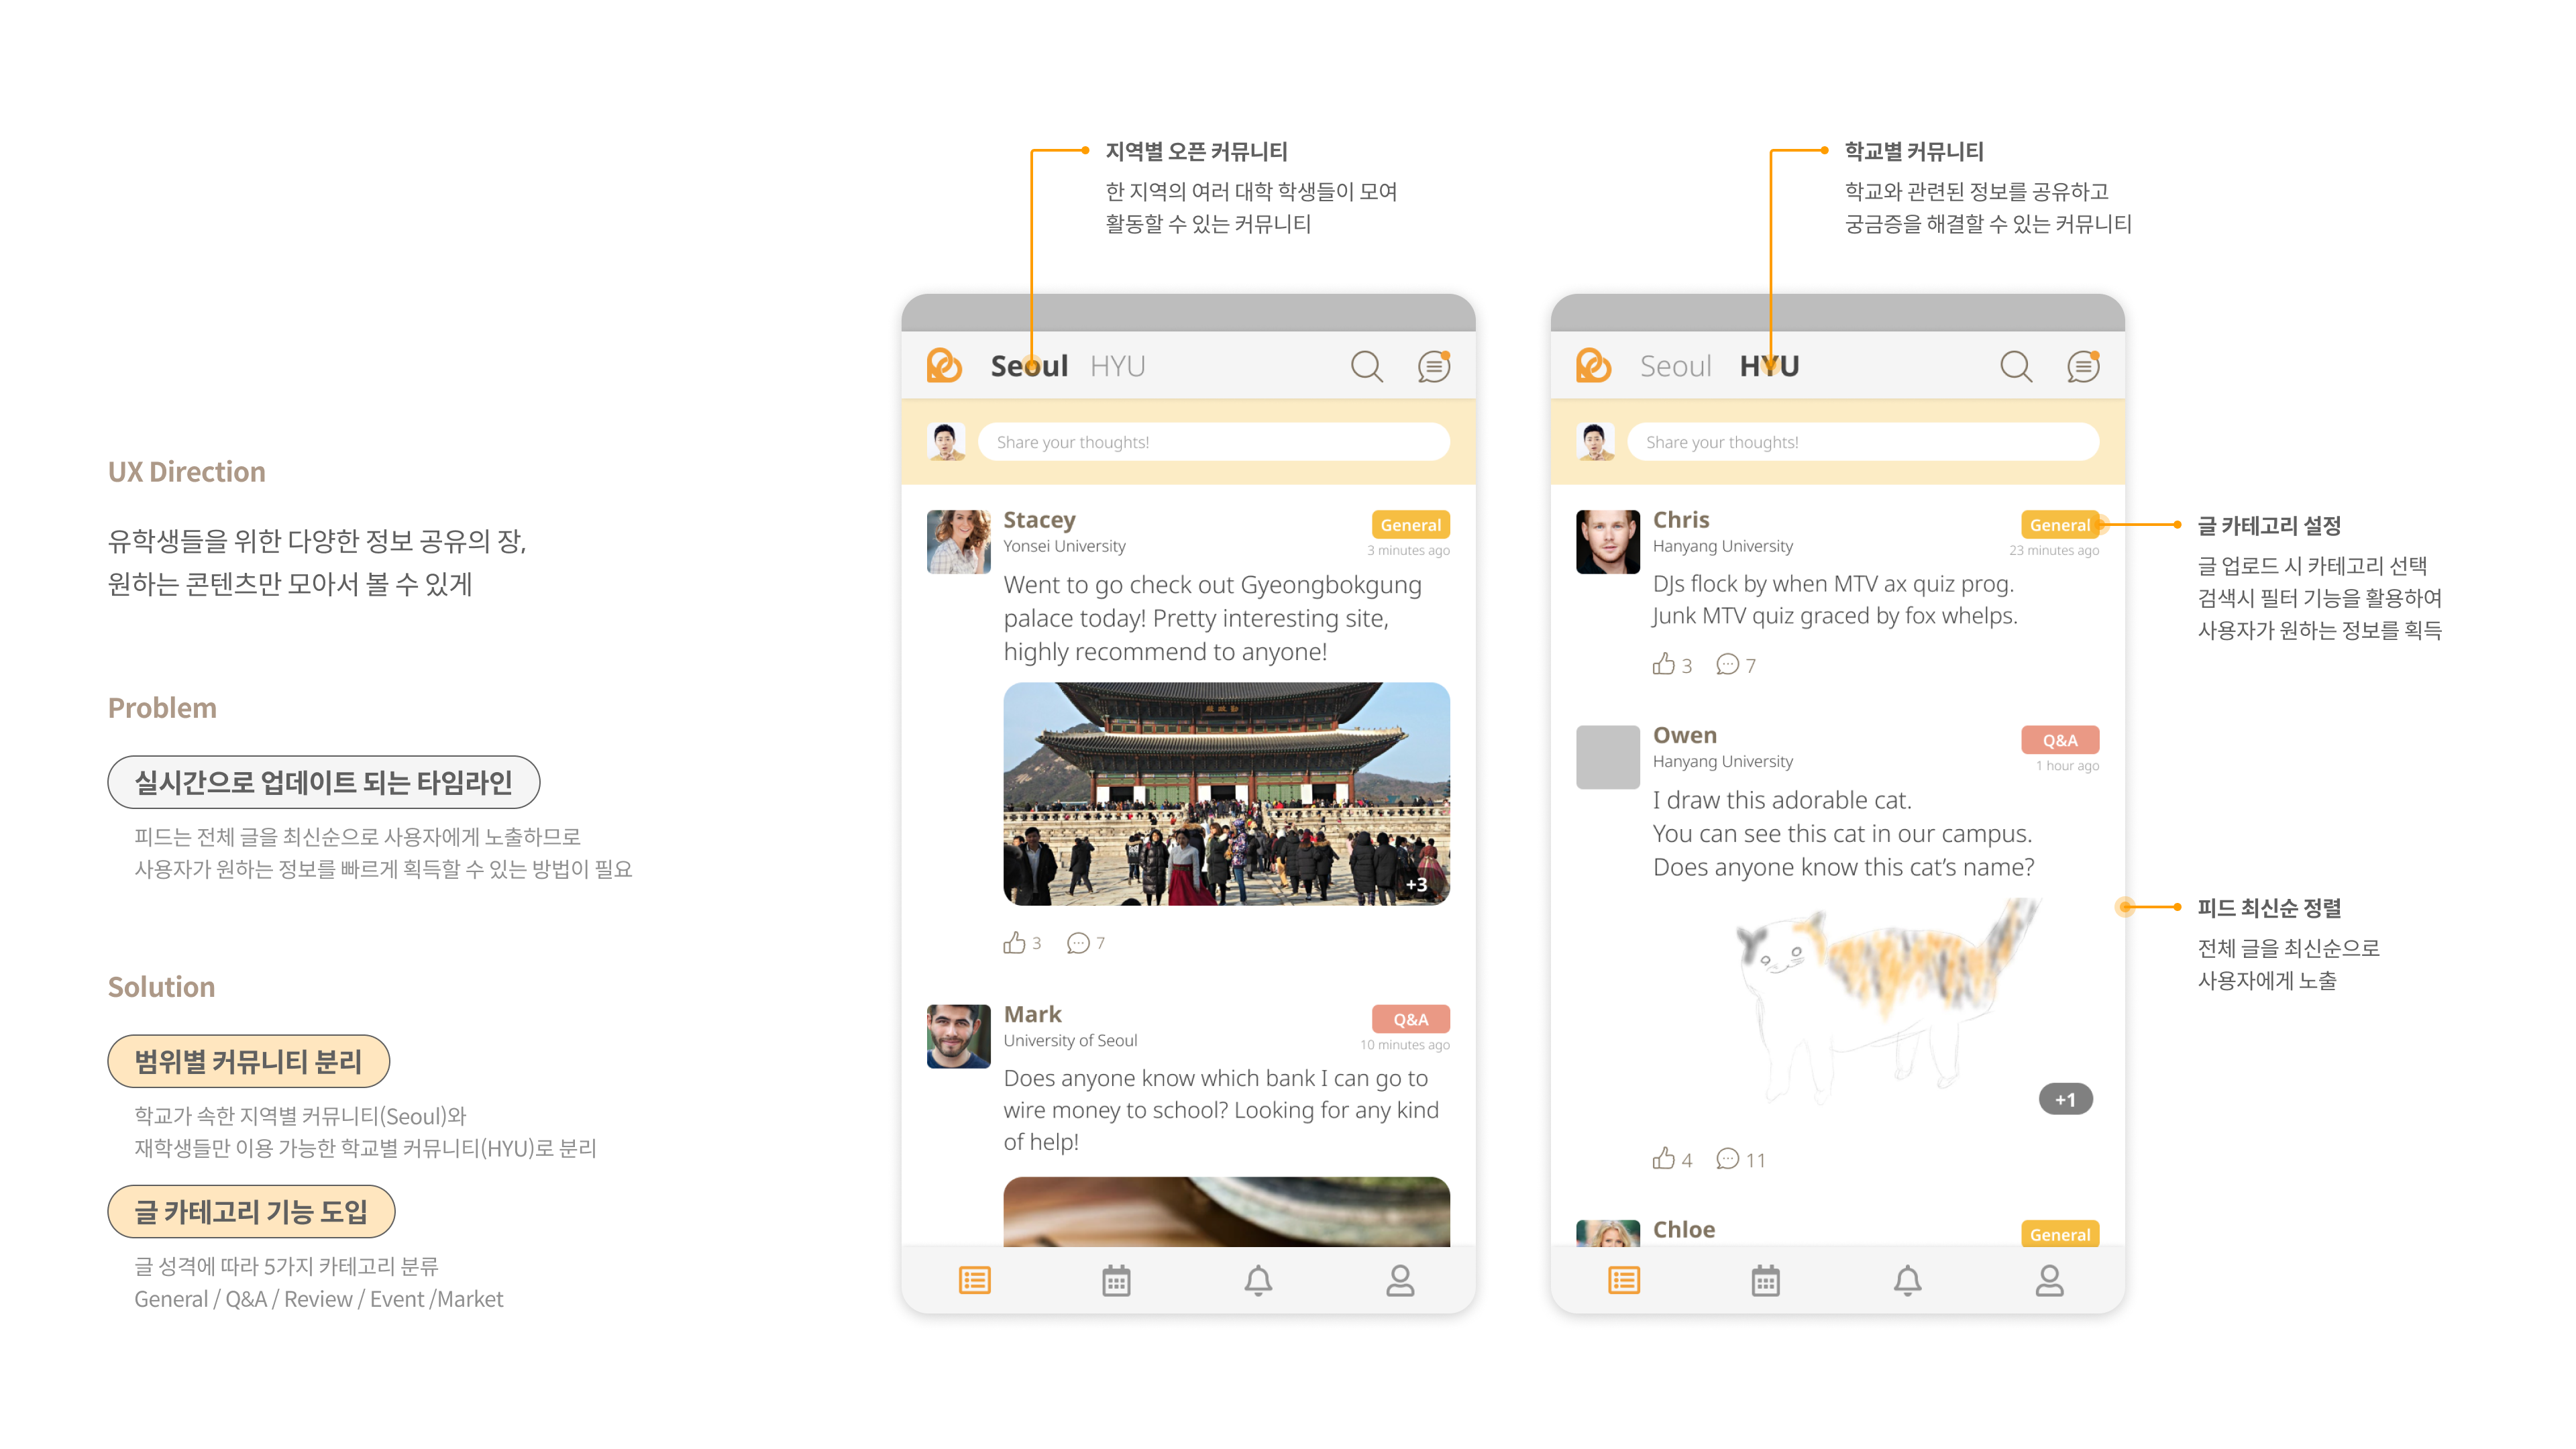 UX Direction
유학생들을 위한 다양한 정보 공유의 장,
원하는 콘텐츠만 모아서 볼 수 있게
Problem
실시간으로 업데이트 되는 타임라인
피드는 전체 글을 최신순으로 사용자에게 노출하므로
사용자가 원하는 정보를 빠르게 획득할 수 있는 방법이 필요
Solution
범위별 커뮤니티 분리
학교가 속한 지역별 커뮤니티(Seoul)와
재학생들만 이용 가능한 학교별 커뮤니티(HYU)로 분리
글 카테고리 기능 도입
글 성격에 따라 5가지 카테고리 분류
General / Q&A / Review / Event /Market
지역별 오픈 커뮤니티
한 지역의 여러 대학 학생들이 모여
활동할 수 있는 커뮤니티
Seoul HYU
Share your thoughts!
Stacey
General
Yonsei University
3 minutes ago
Went to go check out Gyeongbokgung
palace today! Pretty interesting site,
highly recommend to anyone!
+3
3 7
Mark
Q&A
University of Seoul
10 minutes ago
Does anyone know which bank I can go to
wire money to school? Looking for any kind
of help!
학교별 커뮤니티
학교와 관련된 정보를 공유하고
궁금증을 해결할 수 있는 커뮤니티
Seoul HYU
Share your thoughts!
Chris
General
Hanyang University
23 minutes ago
DJs flock by when MTV ax quiz prog.
Junk MTV quiz graced by fox whelps.
3 7
Owen
Q&A
Hanyang University
1 hour ago
I draw this adorable cat.
You can see this cat in our campus.
Does anyone know this cat’s name?
+1
4 11
Chloe
General
글 카테고리 설정
글 업로드 시 카테고리 선택
검색시 필터 기능을 활용하여
사용자가 원하는 정보를 획득
피드 최신순 정렬
전체 글을 최신순으로
사용자에게 노출